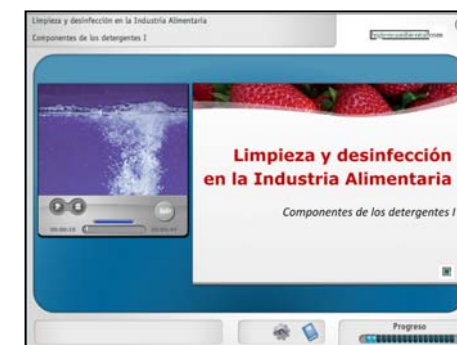 Limpieza y desinfección en la Industria Alimentaria
Componentes de los detergentes I
Limpieza y desinfección
en la Industria Alimentaria
Componentes de los detergentes I
Progreso